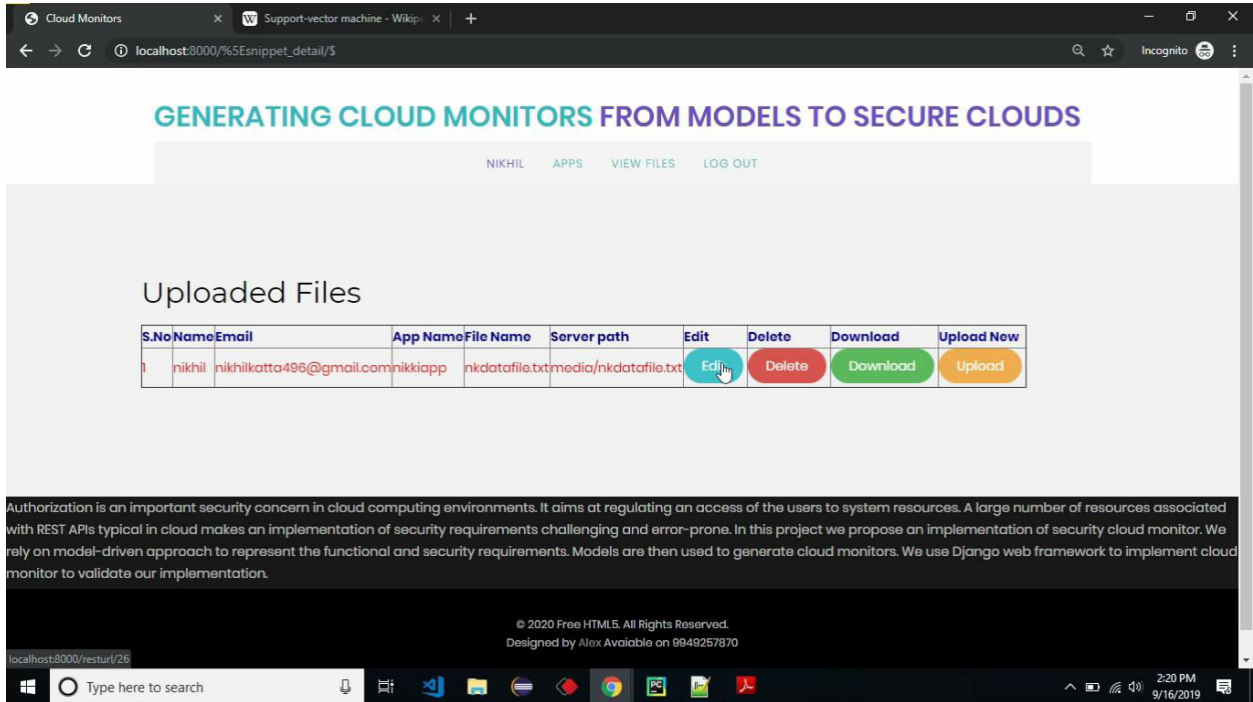 Cloud Monitors
Support-vector machine - Wikip
localhost:8000/%5Esnippet_detail/$
Incognito
GENERATING CLOUD MONITORS FROM MODELS TO SECURE CLOUDS
NIKHIL APPS VIEW FILES LOG OUT
Uploaded Files
S.No Name Email App Name File Name Server path Edit Delete Download Upload New
1 nikhil nikhilkatta496@gmail.com nikkiapp nkdatafile.txt media/nkdatafile.txt Edit Delete Download Upload
Authorization is an important security concern in cloud computing environments. It aims at regulating an access of the users to system resources. A large number of resources associated
with REST APIs typical in cloud makes an implementation of security requirements challenging and error-prone. In this project we propose an implementation of security cloud monitor. We
rely on model-driven approach to represent the functional and security requirements. Models are then used to generate cloud monitors. We use Django web framework to implement cloud
monitor to validate our implementation.
© 2020 Free HTML5. All Rights Reserved.
Designed by Alex Avaiable on 9949257870
localhost:8000/resturl/26
Type here to search
2:20 PM
9/16/2019